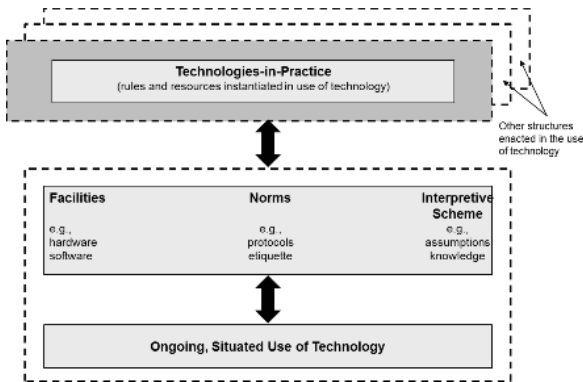 Technologies-in-Practice
(rules and resources instantiated in use of technology)
Other structures
enacted in the use
of technology
Facilities
e.g.,
hardware
software
Norms
e.g.,
protocols
etiquette
Interpretive
Scheme
e.g.,
assumptions
knowledge
Ongoing, Situated Use of Technology